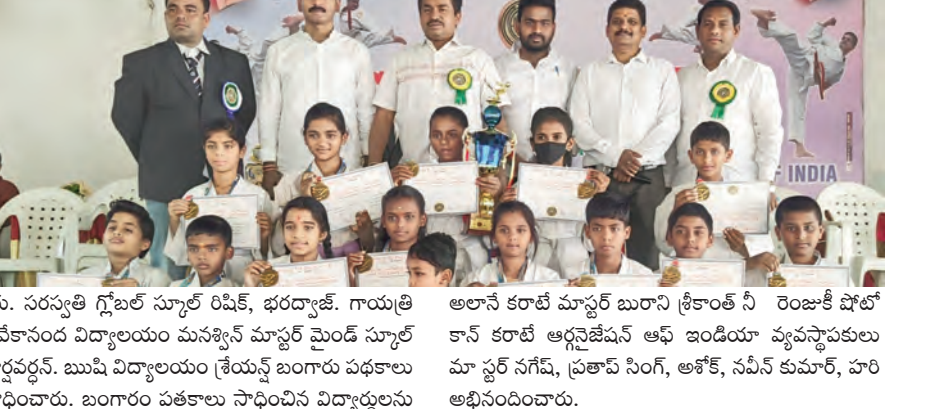 INDIA
సరస్వతి గ్లోబల్ స్కూల్ రిషిక్, భరద్వాజ్. గాయత్రి
వేకానంద విద్యాలయం మనశ్విన్ మాస్టర్ మైండ్ స్కూల్
ర్షవర్ధన్. ఋషి విద్యాలయం శ్రేయన్ష్ బంగారు పథకాలు
ధించారు. బంగారం పతకాలు సాధించిన విద్యార్థులను
అలానే కరాటే మాస్టర్ బురాని శ్రీకాంత్ నీ రెంజుకీ షోటో
కాన్ కరాటే ఆర్గనైజేషన్ ఆఫ్ ఇండియా వ్యవస్థాపకులు
మా స్టర్ నగేష్, ప్రతాప్ సింగ్, అశోక్, నవీన్ కుమార్, హరి
అభినందించారు.